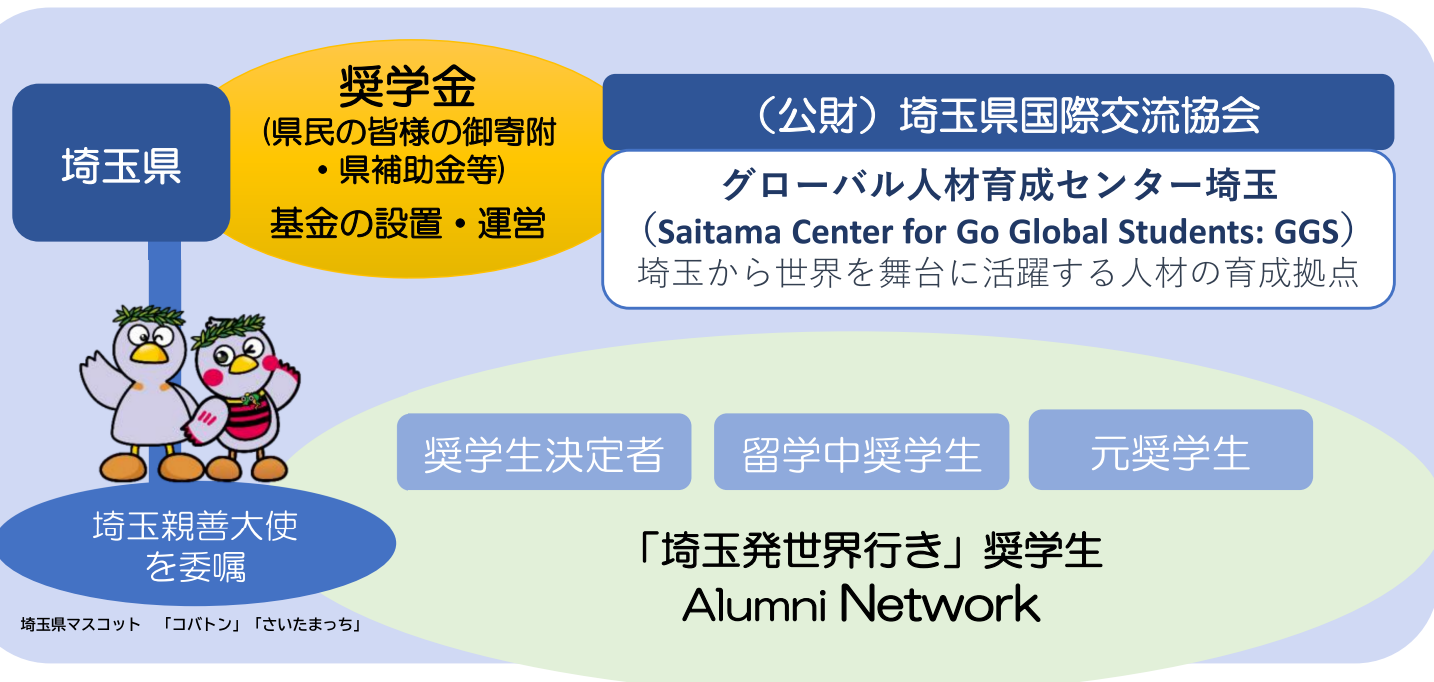 埼玉県
奨学金
(県民の皆様の御寄附
・県補助金等)
基金の設置・運営
（公財）埼玉県国際交流協会
グローバル人材育成センター埼玉
（Saitama Center for Go Global Students: GGS）
埼玉から世界を舞台に活躍する人材の育成拠点
奨学生決定者
留学中奨学生
元奨学生
「埼玉発世界行き」奨学生
Alumni Network
埼玉親善大使
を委嘱
埼玉県マスコット　「コバトン」「さいたまっち」